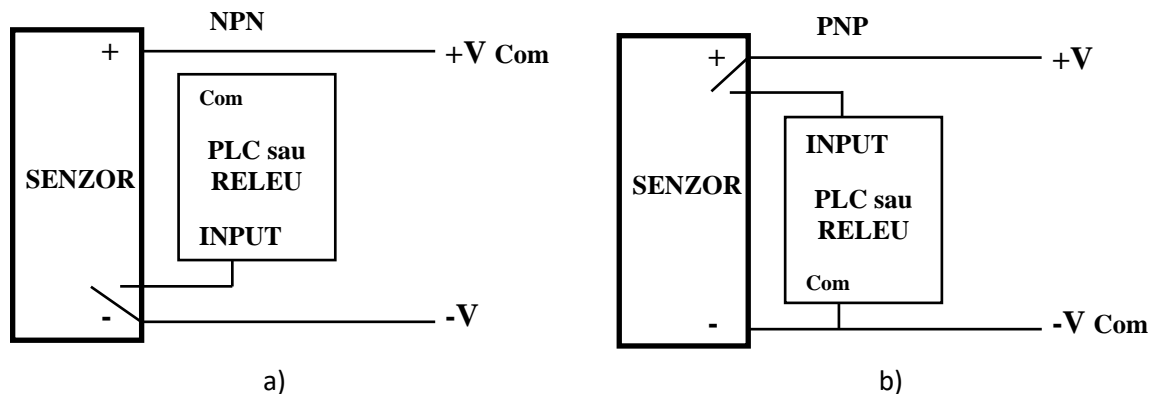 NPN
+
+V Com
Com
PLC sau
RELEU
SENZOR
INPUT
-
-V
a)
PNP
+
+V
INPUT
SENZOR
PLC sau
RELEU
Com
-
-V Com
b)